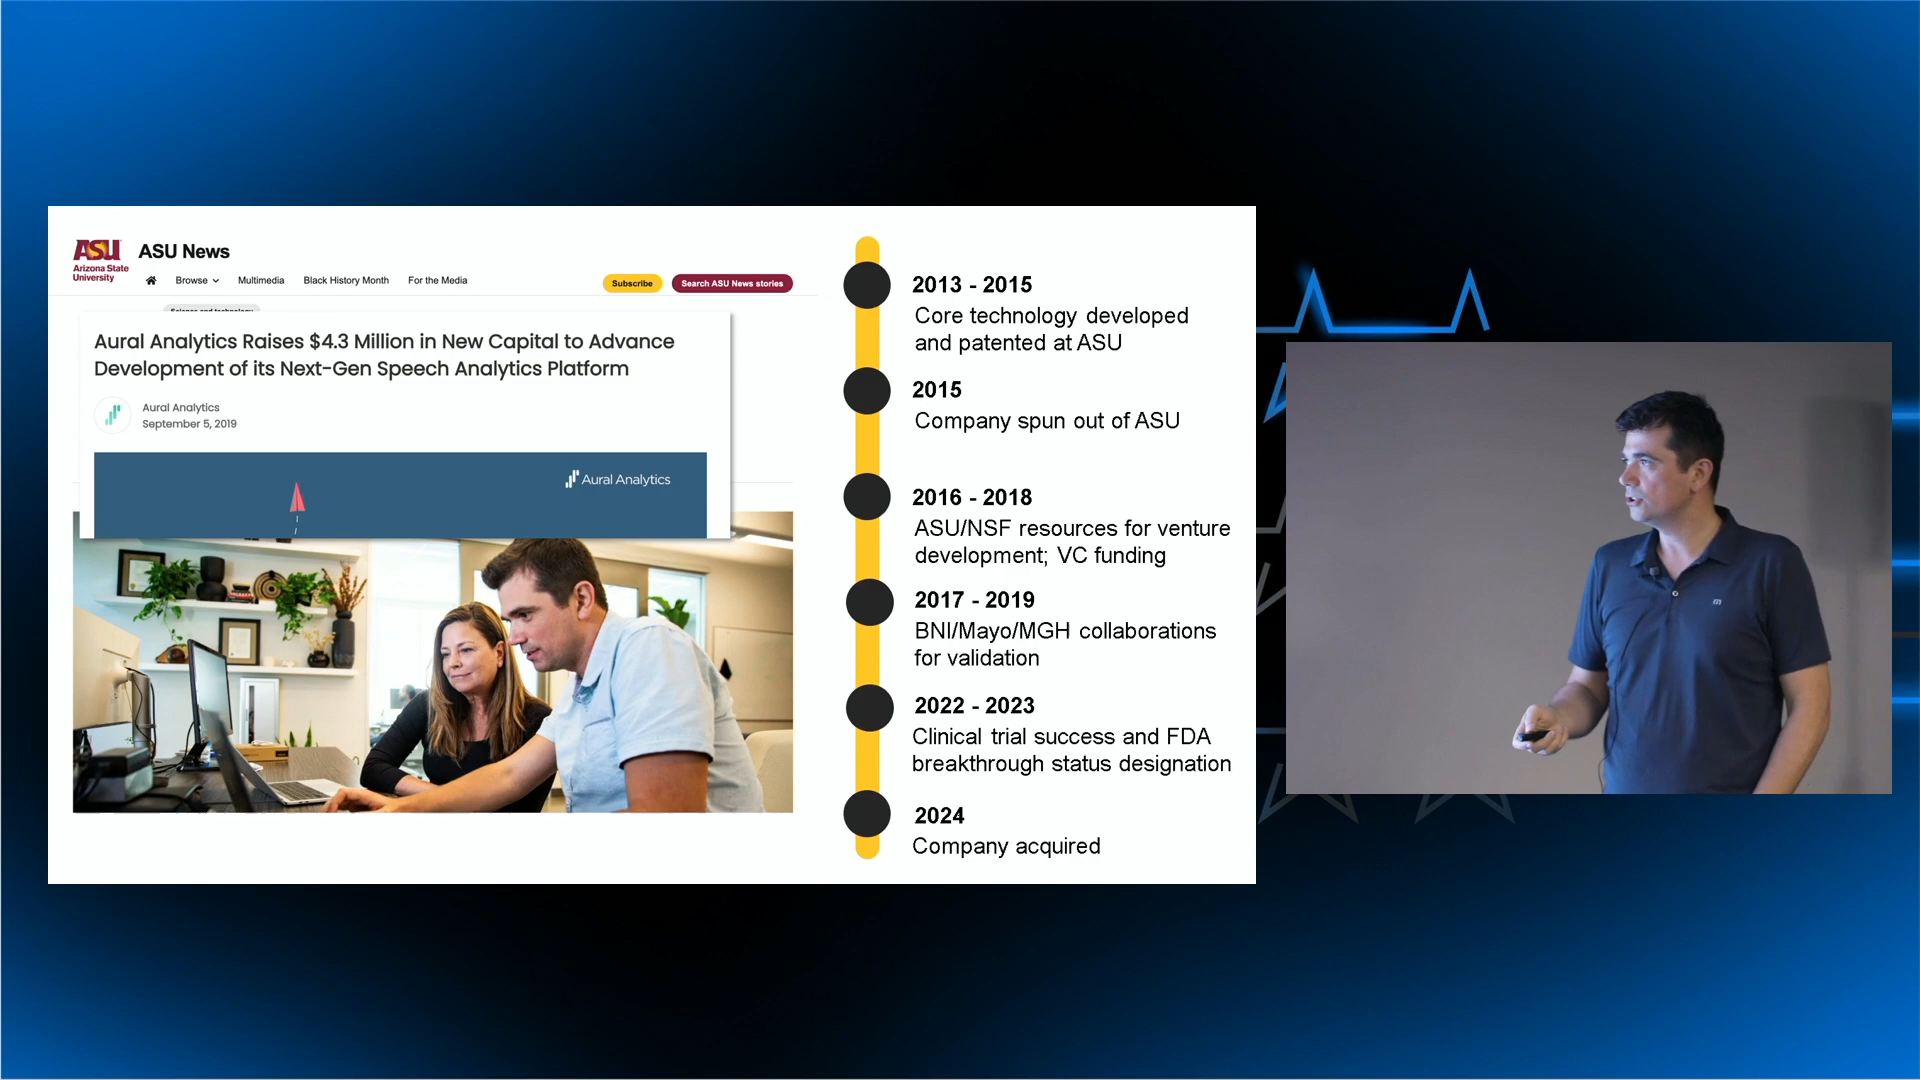 ASU
Arizona State
University
ASU News
Browse
Multimedia
Black History Month
For the Media
Subscribe
Search ASU News stories
Science and technology
Aural Analytics Raises $4.3 Million in New Capital to Advance
Development of its Next-Gen Speech Analytics Platform
Aural Analytics
September 5, 2019
Aural Analytics
2013 - 2015
Core technology developed
and patented at ASU
2015
Company spun out of ASU
2016 - 2018
ASU/NSF resources for venture
development; VC funding
2017 - 2019
BNI/Mayo/MGH collaborations
for validation
2022 - 2023
Clinical trial success and FDA
breakthrough status designation
2024
Company acquired
m